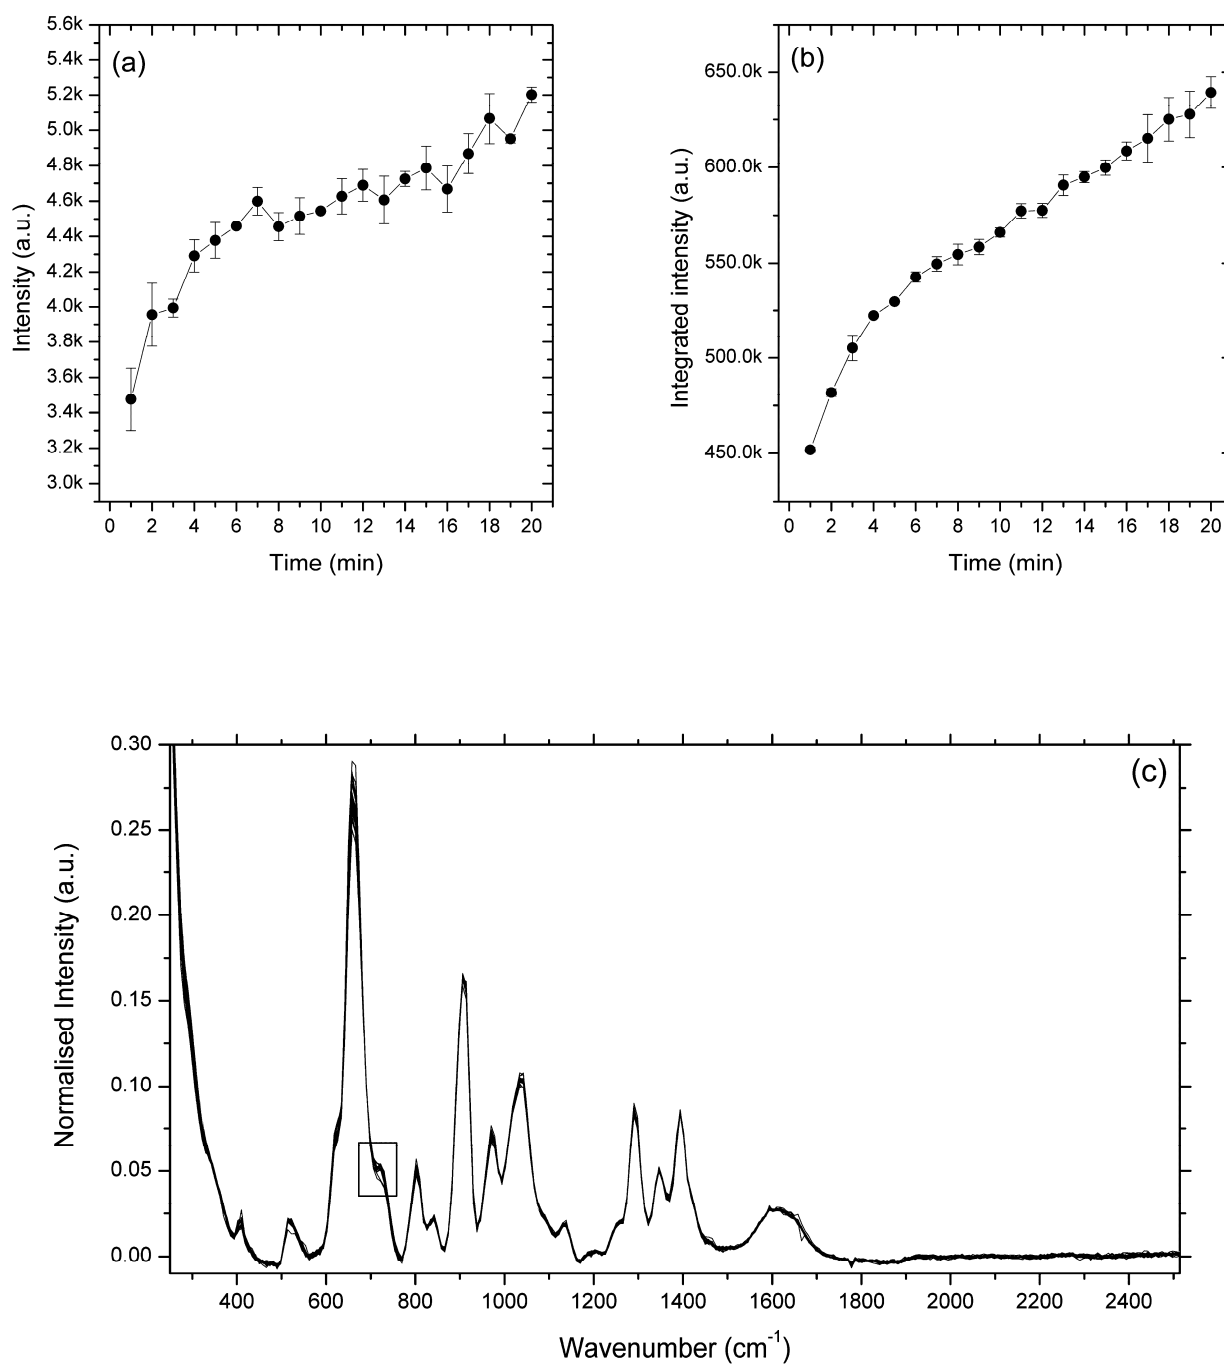 (a)
5.6k
5.4k
5.2k
5.0k
4.8k
4.6k
4.4k
4.2k
4.0k
3.8k
3.6k
3.4k
3.2k
3.0k
Intensity (a.u.)
0 2 4 6 8 10 12 14 16 18 20
Time (min)
(b)
650.0k
600.0k
550.0k
500.0k
450.0k
Integrated intensity (a.u.)
0 2 4 6 8 10 12 14 16 18 20
Time (min)
(c)
0.30
0.25
0.20
0.15
0.10
0.05
0.00
Normalised Intensity (a.u.)
400 600 800 1000 1200 1400 1600 1800 2000 2200 2400
Wavenumber (cm⁻¹)